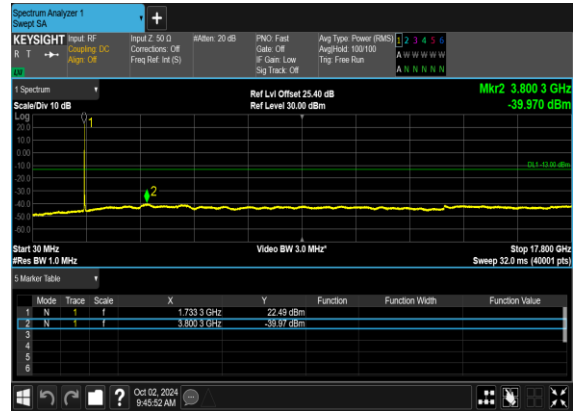 Spectrum Analyzer 1
Swept SA
+
KEYSIGHT Input: RF Input Z: 50 Ω #Atten: 20 dB PNO: Fast Avg Type: Power (RMS) 1 2 3 4 5 6
R T Coupling: DC Corrections: Off Gate: Off Avg|Hold: 100/100 A W W W W W
Align: Off Freq Ref: Int (S) IF Gain: Low Trig: Free Run
LW Sig Track: Off A N N N N N
1 Spectrum Ref Lvl Offset 25.40 dB Mkr2 3.800 3 GHz
Scale/Div 10 dB Ref Level 30.00 dBm -39.970 dBm
Log
1
20.0
10.0
0.00
-10.0
DL1 -13.00 dBm
-20.0
-30.0
2
-40.0
-50.0
-60.0
Start 30 MHz Video BW 3.0 MHz* Stop 17.800 GHz
#Res BW 1.0 MHz Sweep 32.0 ms (40001 pts)
5 Marker Table
Mode Trace Scale X Y Function Function Width Function Value
1 N 1 f 1.733 3 GHz 22.49 dBm
2 N 1 f 3.800 3 GHz -39.97 dBm
3
4
5
6
? Oct 02, 2024
9:45:52 AM